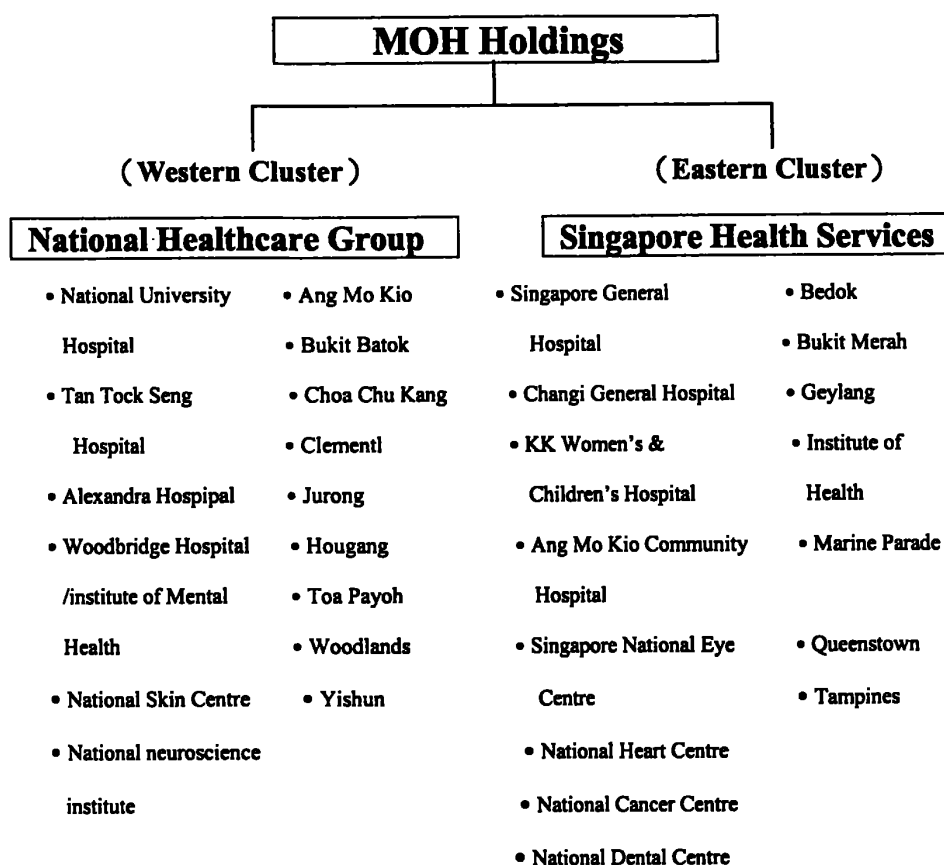 MOH Holdings
(Western Cluster)
(Eastern Cluster)
National Healthcare Group
Singapore Health Services
• National University
Hospital
• Tan Tock Seng
Hospital
• Alexandra Hospipal
• Woodbridge Hospital
/institute of Mental
Health
• National Skin Centre
• National neuroscience
institute
• Ang Mo Kio
• Bukit Batok
• Choa Chu Kang
• Clementl
• Jurong
• Hougang
• Toa Payoh
• Woodlands
• Yishun
• Singapore General
Hospital
• Changi General Hospital
• KK Women's &
Children's Hospital
• Ang Mo Kio Community
Hospital
• Singapore National Eye
Centre
• National Heart Centre
• National Cancer Centre
• National Dental Centre
• Bedok
• Bukit Merah
• Geylang
• Institute of
Health
• Marine Parade
• Queenstown
• Tampines